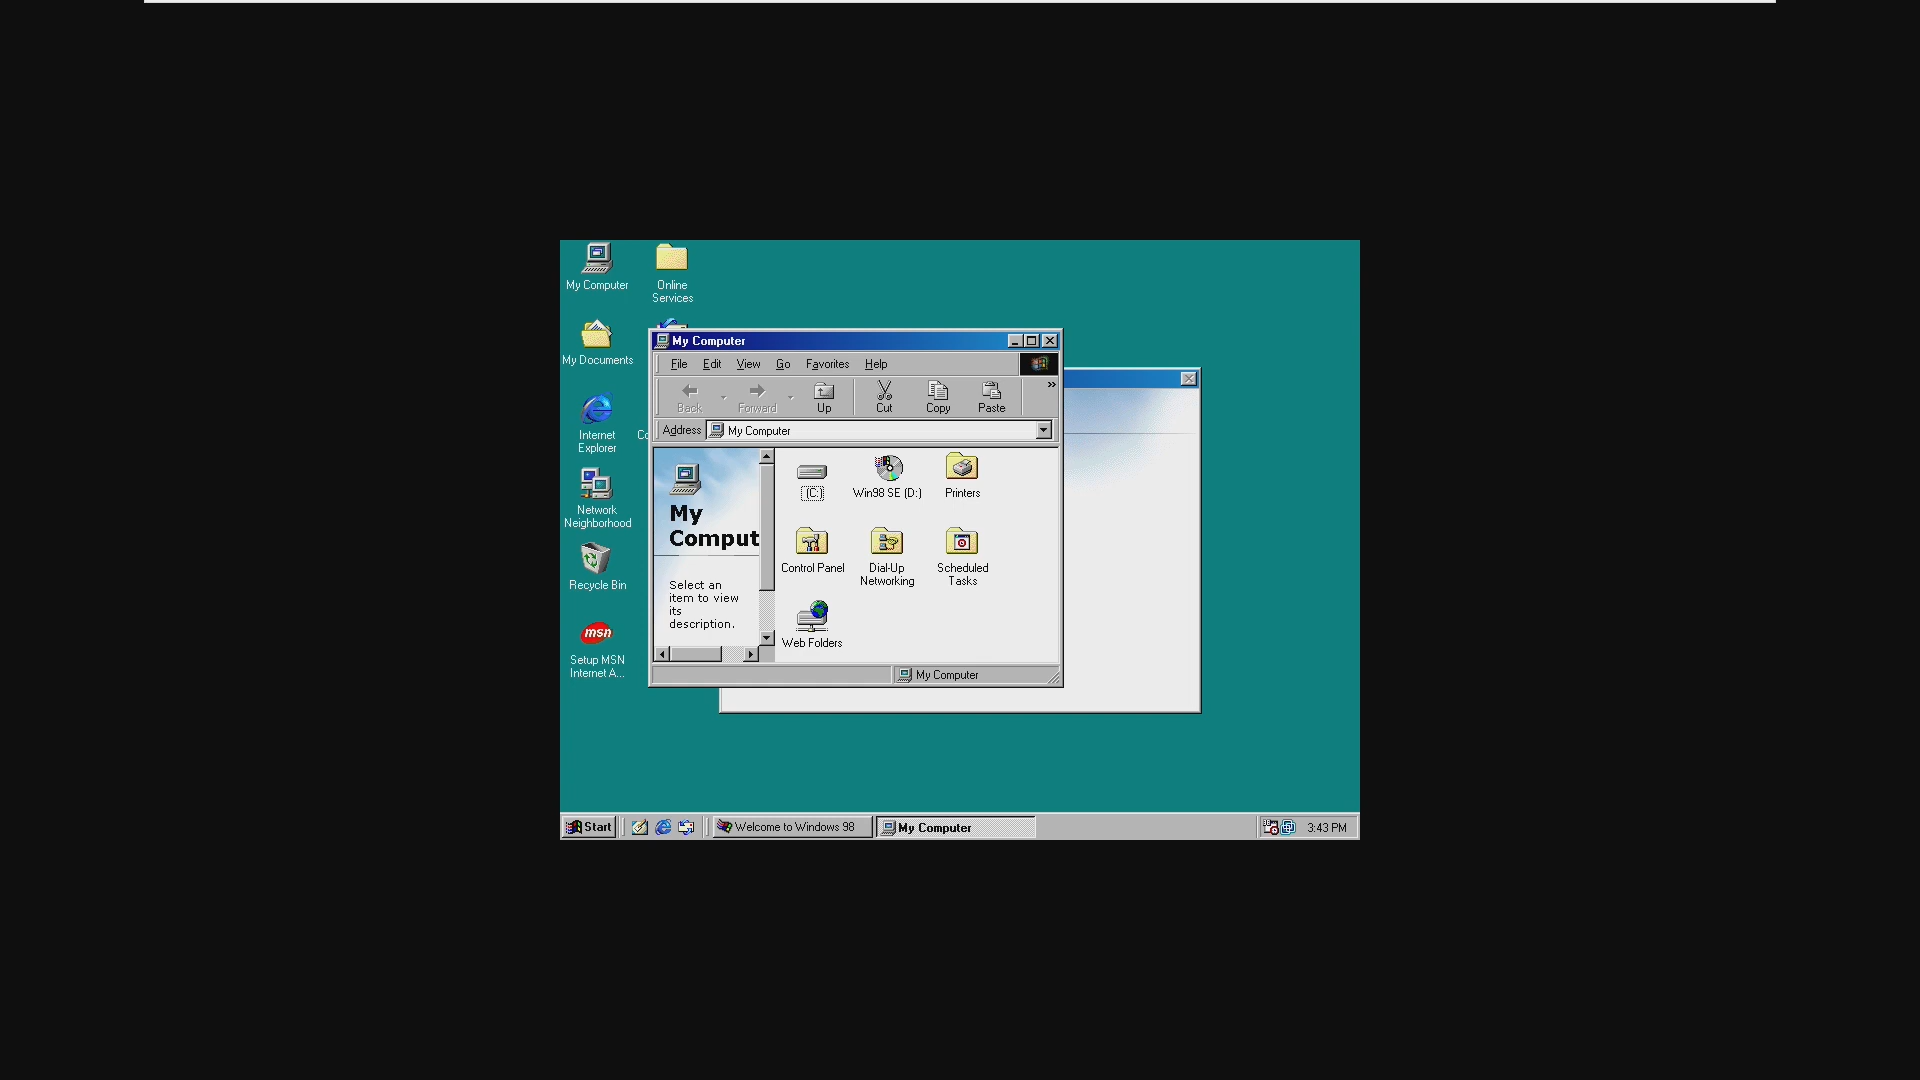 My Computer
Online
Services
My Documents
Internet
Explorer
Co
Network
Neighborhood
Recycle Bin
msn
Setup MSN
Internet A...
My Computer
File Edit View Go Favorites Help
Back Forward Up Cut Copy Paste »
Address My Computer
My
Comput
Select an
item to view
its
description.
(C:)
Win98 SE (D:)
Printers
Control Panel
Dial-Up
Networking
Scheduled
Tasks
Web Folders
My Computer
Start
Welcome to Windows 98
My Computer
3:43 PM